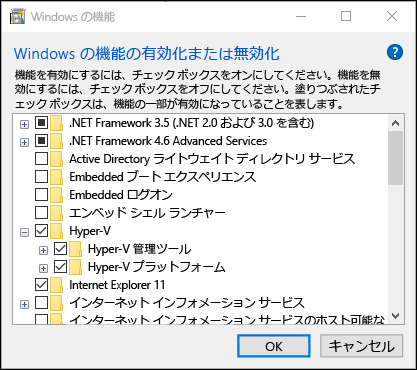 Windows の機能
Windows の機能の有効化または無効化
機能を有効にするには、チェック ボックスをオンにしてください。機能を無
効にするには、チェック ボックスをオフにしてください。塗りつぶされたチ
ェック ボックスは、機能の一部が有効になっていることを表します。
.NET Framework 3.5 (.NET 2.0 および 3.0 を含む)
.NET Framework 4.6 Advanced Services
Active Directory ライトウェイト ディレクトリ サービス
Embedded ブート エクスペリエンス
Embedded ログオン
エンベッド シェル ランチャー
Hyper-V
Hyper-V 管理ツール
Hyper-V プラットフォーム
Internet Explorer 11
インターネット インフォメーション サービス
インターネット インフォメーション サービスのホスト可能な
OK
キャンセル